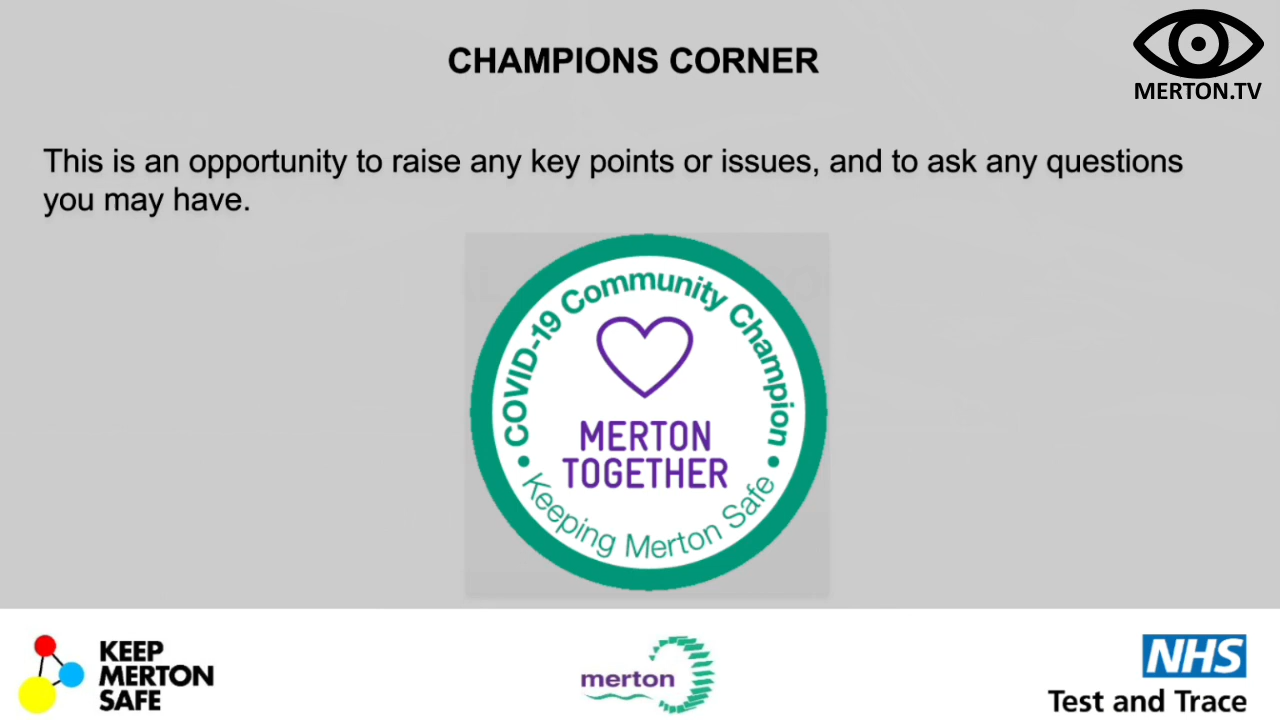 CHAMPIONS CORNER
MERTON.TV
This is an opportunity to raise any key points or issues, and to ask any questions
you may have.
• COVID-19 Community Champion •
MERTON
TOGETHER
Keeping Merton Safe
KEEP
MERTON
SAFE
merton
NHS
Test and Trace